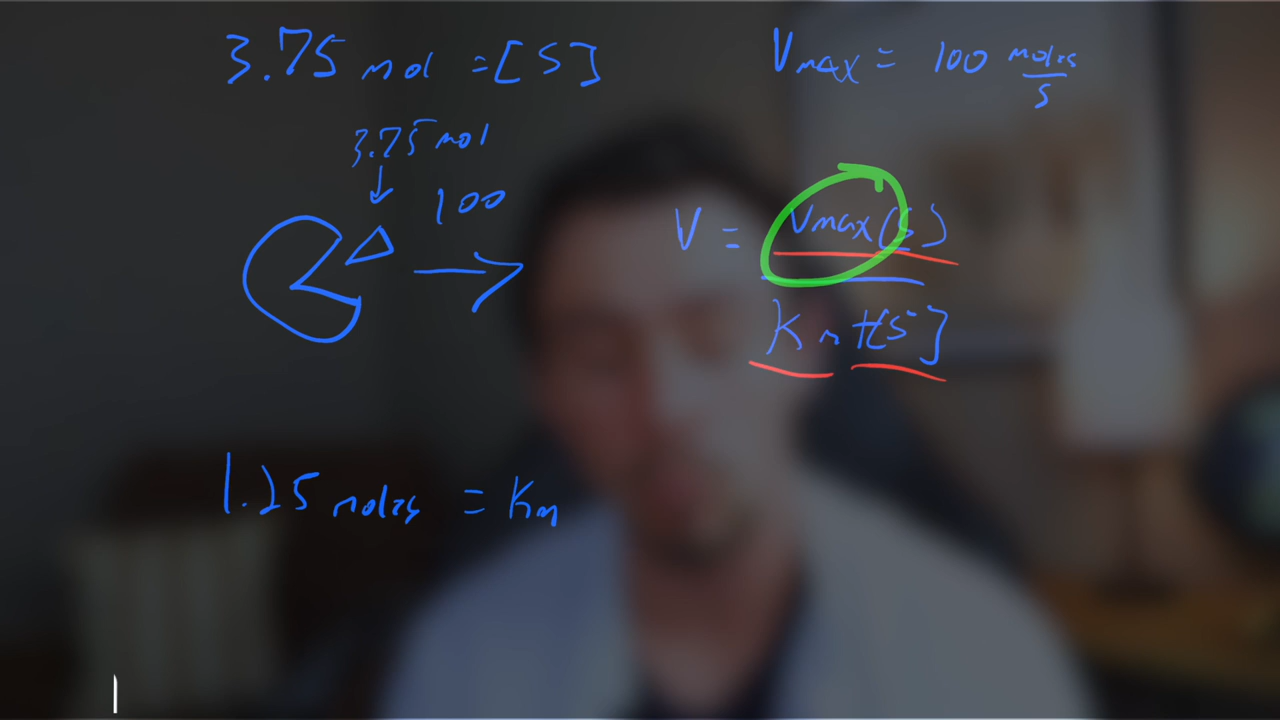 3.75 mol = [S]
Vmax = 100 moles/s
3.75 mol
100
V = Vmax(S) / Km+[S]
1.25 moles = Km